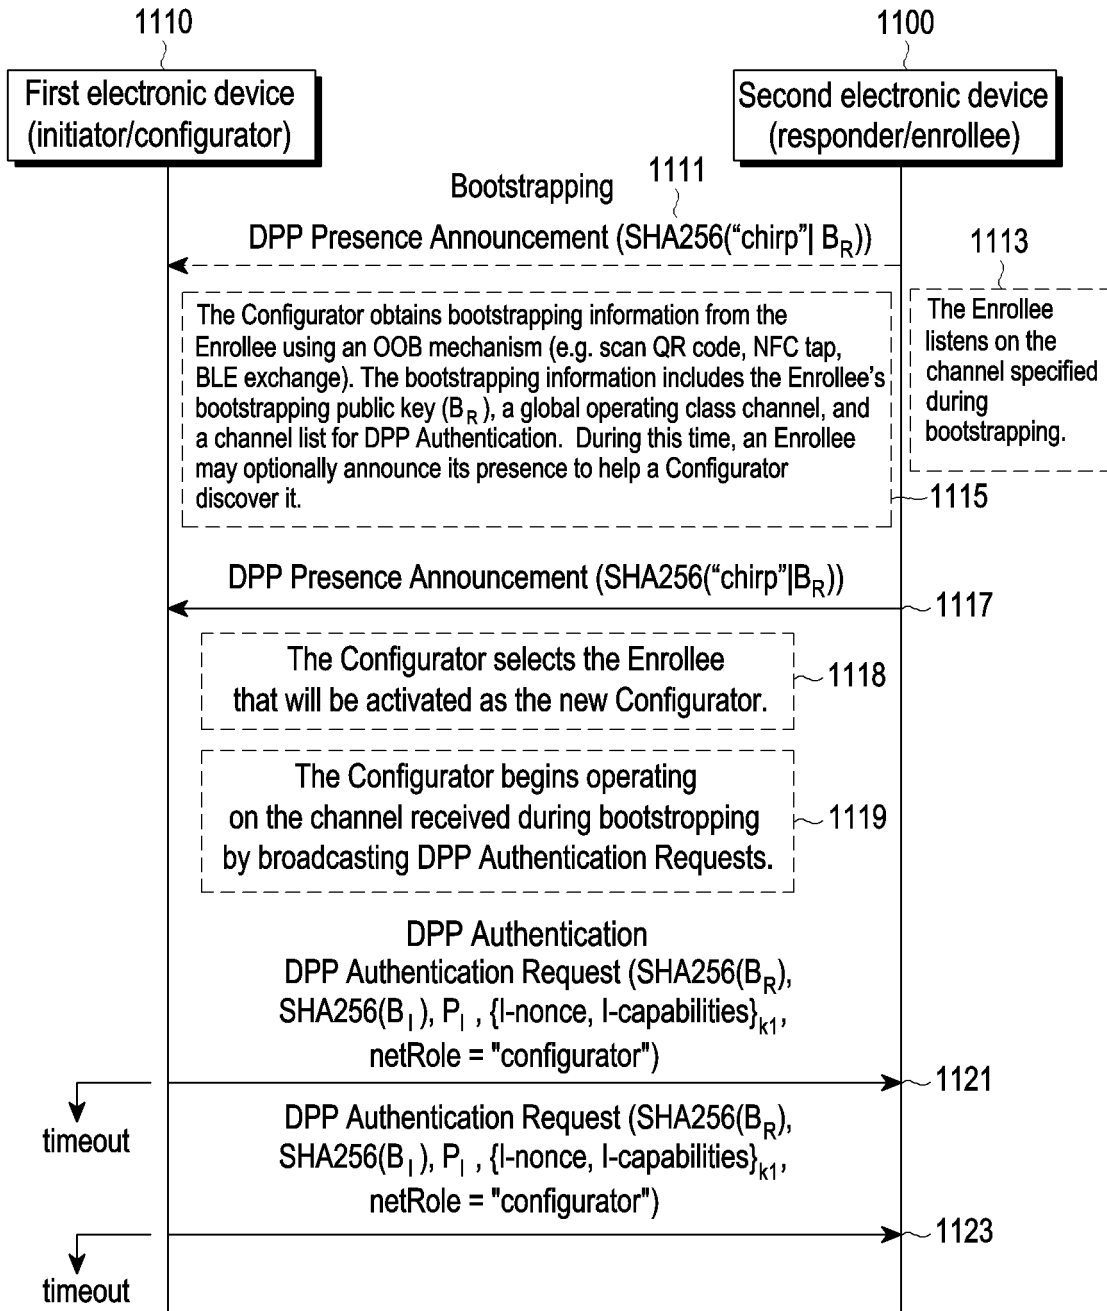 1110
1100
First electronic device
(initiator/configurator)
Second electronic device
(responder/enrollee)
Bootstrapping
1111
DPP Presence Announcement (SHA256(“chirp”| BR))
1113
The Enrollee
listens on the
channel specified
during
bootstrapping.
The Configurator obtains bootstrapping information from the
Enrollee using an OOB mechanism (e.g. scan QR code, NFC tap,
BLE exchange). The bootstrapping information includes the Enrollee’s
bootstrapping public key (BR), a global operating class channel, and
a channel list for DPP Authentication. During this time, an Enrollee
may optionally announce its presence to help a Configurator
discover it.
1115
DPP Presence Announcement (SHA256(“chirp”|BR))
1117
The Configurator selects the Enrollee
that will be activated as the new Configurator.
1118
The Configurator begins operating
on the channel received during bootstropping
by broadcasting DPP Authentication Requests.
1119
DPP Authentication
DPP Authentication Request (SHA256(BR),
SHA256(BI), PI , {I-nonce, I-capabilities}k1,
netRole = "configurator")
1121
timeout
DPP Authentication Request (SHA256(BR),
SHA256(BI), PI , {I-nonce, I-capabilities}k1,
netRole = "configurator")
1123
timeout